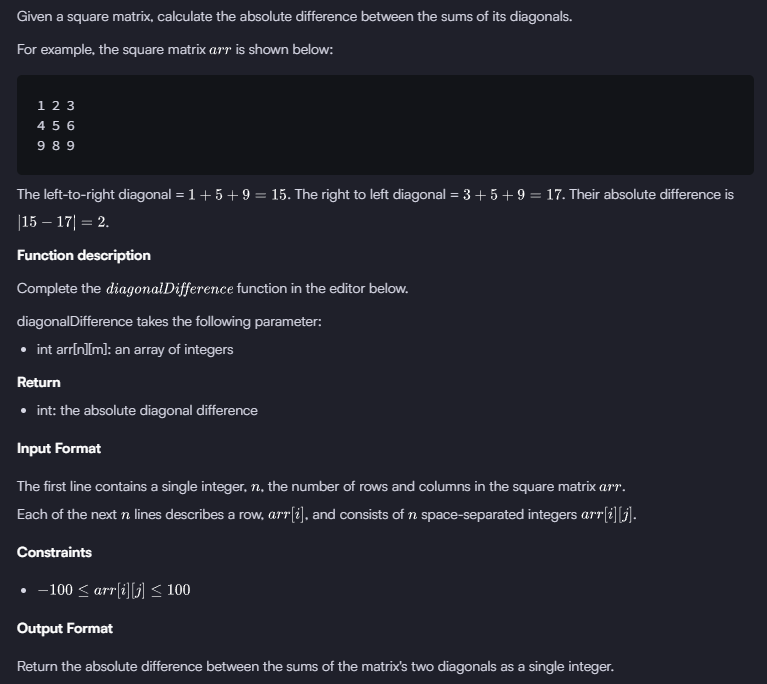 Given a square matrix, calculate the absolute difference between the sums of its diagonals.
For example, the square matrix arr is shown below:
1 2 3
4 5 6
9 8 9
The left-to-right diagonal = 1 + 5 + 9 = 15. The right to left diagonal = 3 + 5 + 9 = 17. Their absolute difference is
|15 − 17| = 2.
Function description
Complete the diagonalDifference function in the editor below.
diagonalDifference takes the following parameter:
• int arr[n][m]: an array of integers
Return
• int: the absolute diagonal difference
Input Format
The first line contains a single integer, n, the number of rows and columns in the square matrix arr.
Each of the next n lines describes a row, arr[i], and consists of n space-separated integers arr[i][j].
Constraints
• −100 ≤ arr[i][j] ≤ 100
Output Format
Return the absolute difference between the sums of the matrix's two diagonals as a single integer.